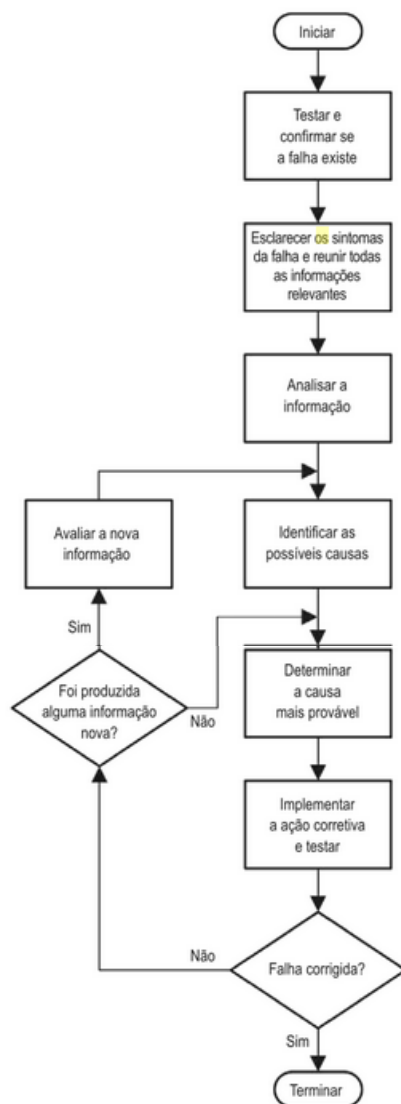 Iniciar
Testar e
confirmar se
a falha existe
Esclarecer os sintomas
da falha e reunir todas
as informações
relevantes
Analisar a
informação
Avaliar a nova
informação
Identificar as
possíveis causas
Sim
Foi produzida
alguma informação
nova?
Não
Determinar
a causa
mais provável
Implementar
a ação corretiva
e testar
Não
Falha corrigida?
Sim
Terminar